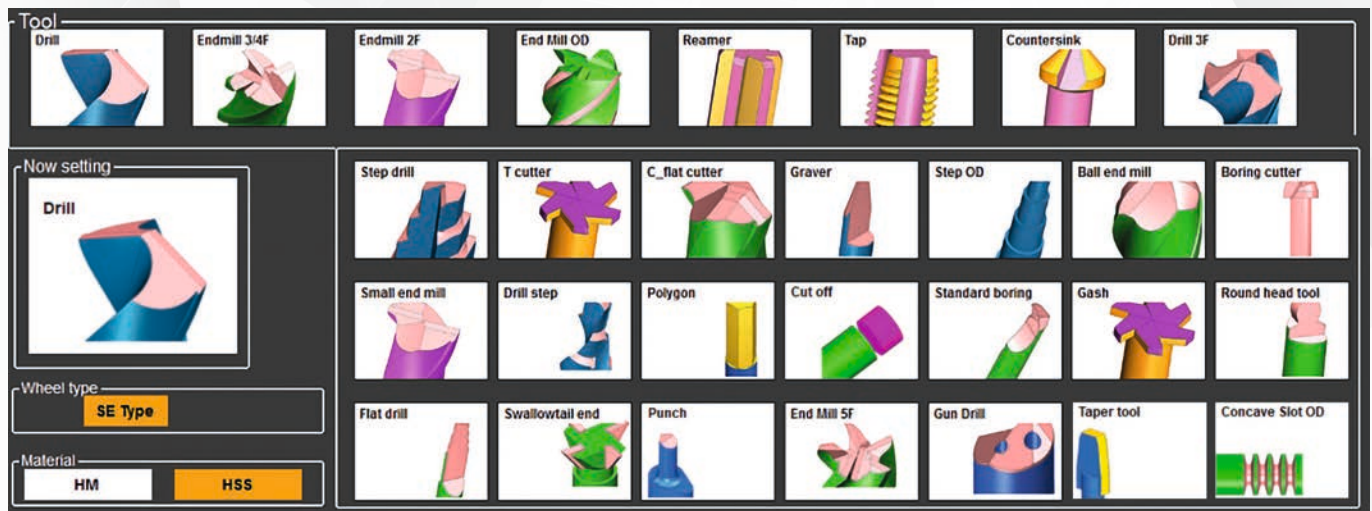 Tool
Drill
Endmill 3/4F
Endmill 2F
End Mill OD
Reamer
Tap
Countersink
Drill 3F
Now setting
Drill
Wheel type
SE Type
Material
HM
HSS
Step drill
T cutter
C_flat cutter
Graver
Step OD
Ball end mill
Boring cutter
Small end mill
Drill step
Polygon
Cut off
Standard boring
Gash
Round head tool
Flat drill
Swallowtail end
Punch
End Mill 5F
Gun Drill
Taper tool
Concave Slot OD